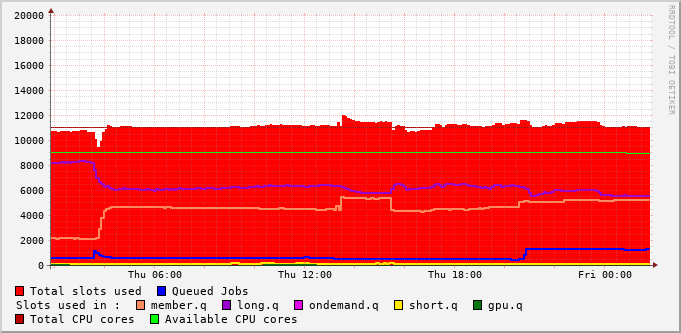 RRDTOOL / TOBI OETIKER
20000
18000
16000
14000
12000
10000
8000
6000
4000
2000
0
Thu 06:00 Thu 12:00 Thu 18:00 Fri 00:00
Total slots used Queued Jobs
Slots used in : member.q long.q ondemand.q short.q gpu.q
Total CPU cores Available CPU cores